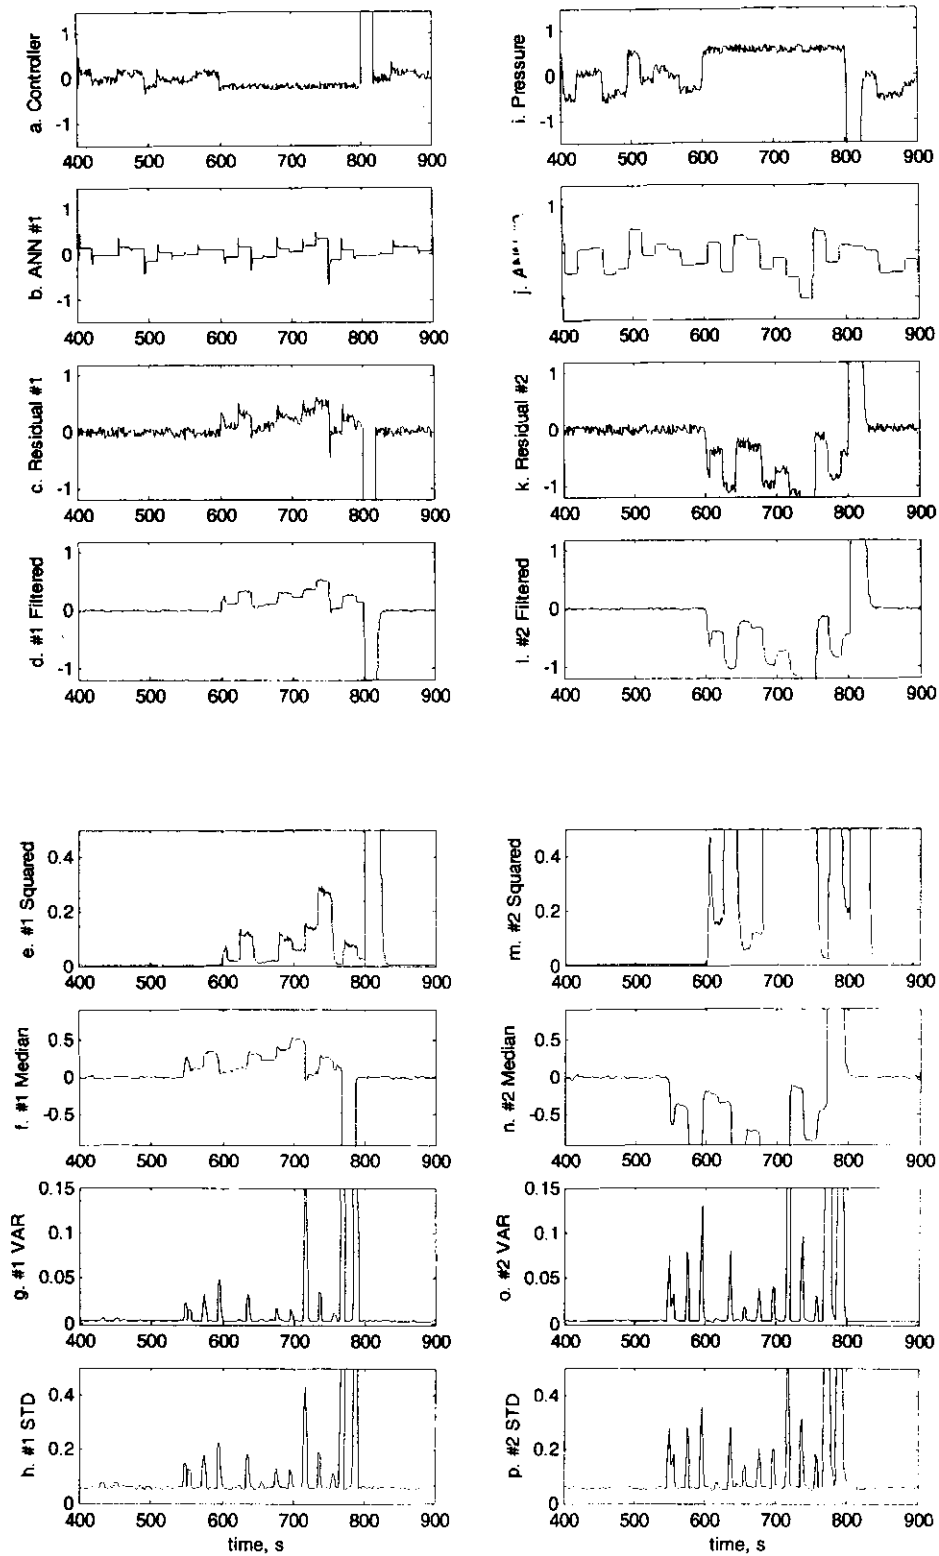 a. Controller
1
0
-1
400 500 600 700 800 900
b. ANN #1
1
0
-1
400 500 600 700 800 900
c. Residual #1
1
0
-1
400 500 600 700 800 900
d. #1 Filtered
1
0
-1
400 500 600 700 800 900
e. #1 Squared
0.4
0.2
0
400 500 600 700 800 900
f. #1 Median
0.5
0
-0.5
400 500 600 700 800 900
g. #1 VAR
0.15
0.1
0.05
0
400 500 600 700 800 900
h. #1 STD
0.4
0.2
0
400 500 600 700 800 900
time, s
i. Pressure
1
0
-1
400 500 600 700 800 900
j.
1
400 500 600 700 800 900
k. Residual #2
1
0
-1
400 500 600 700 800 900
l. #2 Filtered
1
0
-1
400 500 600 700 800 900
m. #2 Squared
0.4
0.2
0
400 500 600 700 800 900
n. #2 Median
0.5
0
-0.5
400 500 600 700 800 900
o. #2 VAR
0.15
0.1
0.05
0
400 500 600 700 800 900
p. #2 STD
0.4
0.2
0
400 500 600 700 800 900
time, s